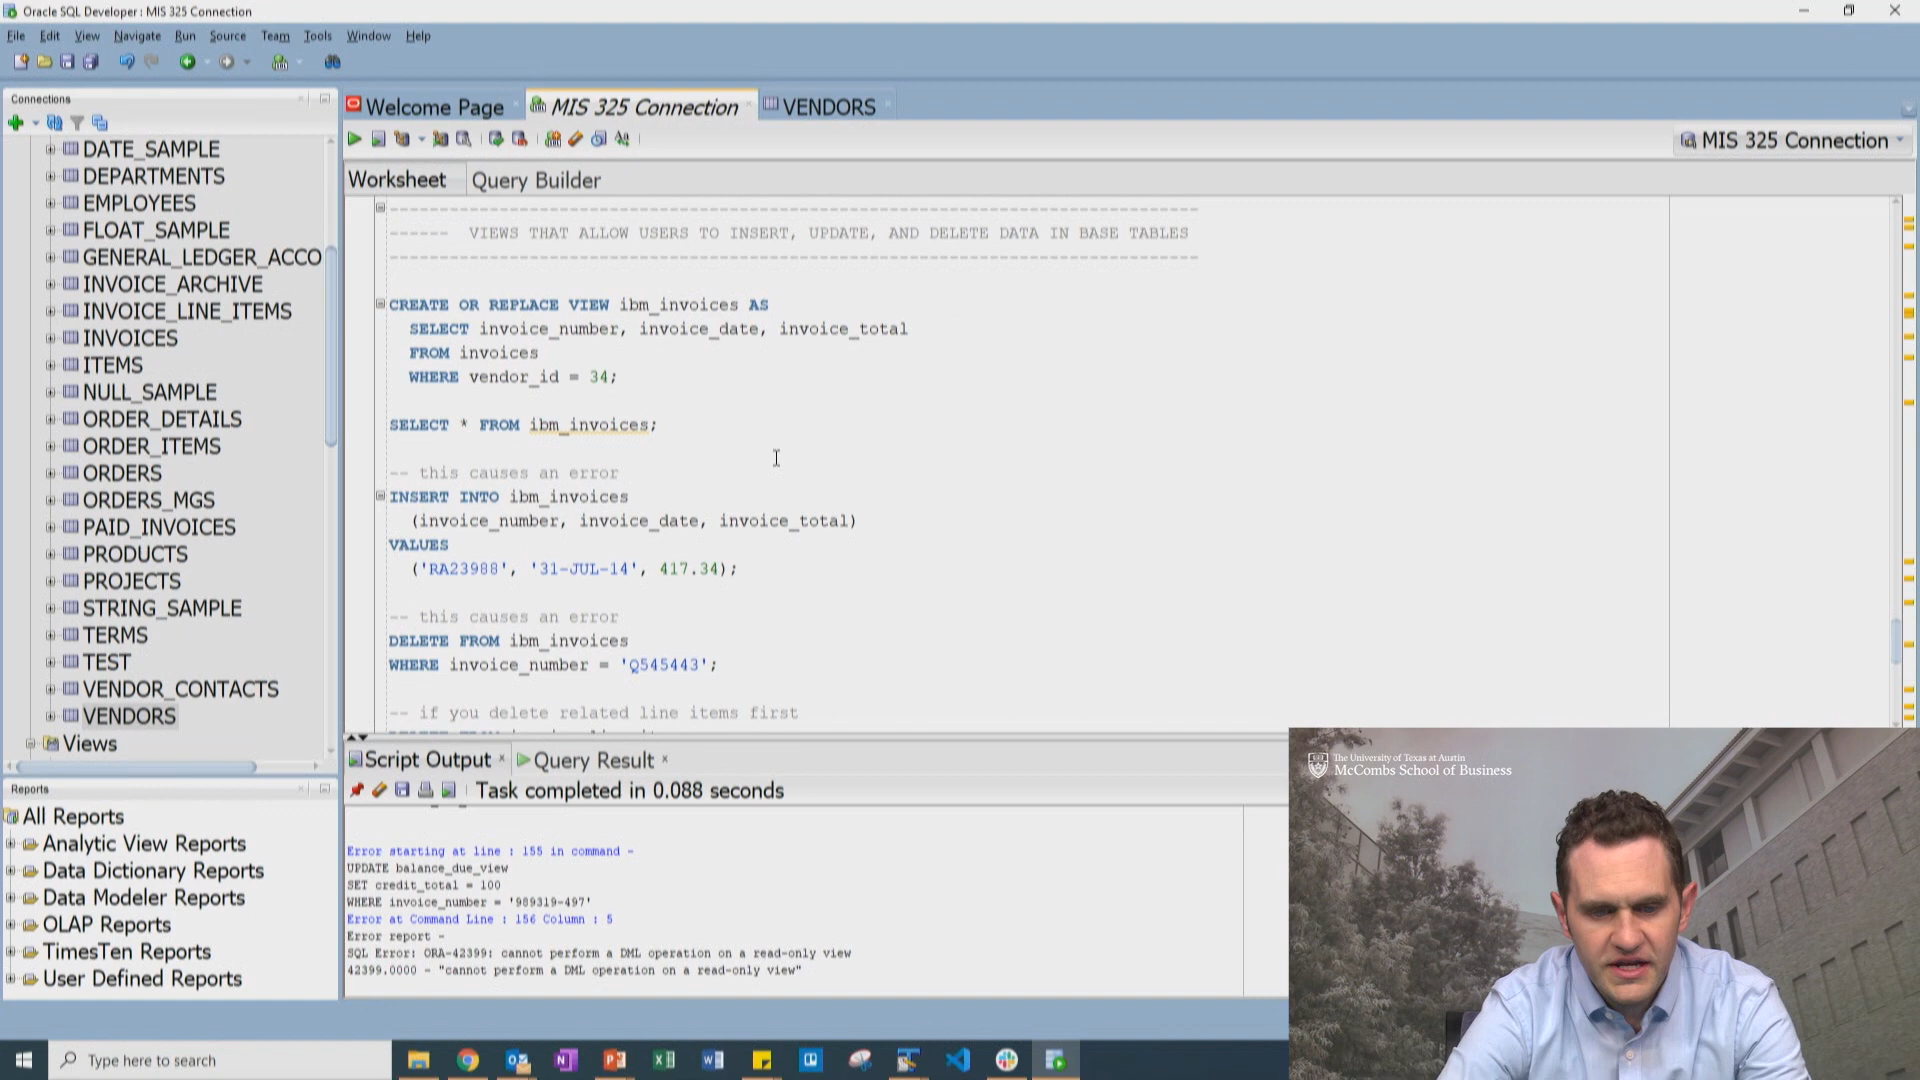 Oracle SQL Developer : MIS 325 Connection
File Edit View Navigate Run Source Team Tools Window Help
Connections
DATE_SAMPLE
DEPARTMENTS
EMPLOYEES
FLOAT_SAMPLE
GENERAL_LEDGER_ACCO
INVOICE_ARCHIVE
INVOICE_LINE_ITEMS
INVOICES
ITEMS
NULL_SAMPLE
ORDER_DETAILS
ORDER_ITEMS
ORDERS
ORDERS_MGS
PAID_INVOICES
PRODUCTS
PROJECTS
STRING_SAMPLE
TERMS
TEST
VENDOR_CONTACTS
VENDORS
Views
Reports
All Reports
Analytic View Reports
Data Dictionary Reports
Data Modeler Reports
OLAP Reports
TimesTen Reports
User Defined Reports
Welcome Page MIS 325 Connection VENDORS
MIS 325 Connection
Worksheet Query Builder
------ VIEWS THAT ALLOW USERS TO INSERT, UPDATE, AND DELETE DATA IN BASE TABLES
CREATE OR REPLACE VIEW ibm_invoices AS
SELECT invoice_number, invoice_date, invoice_total
FROM invoices
WHERE vendor_id = 34;
SELECT * FROM ibm_invoices;
-- this causes an error
INSERT INTO ibm_invoices
(invoice_number, invoice_date, invoice_total)
VALUES
('RA23988', '31-JUL-14', 417.34);
-- this causes an error
DELETE FROM ibm_invoices
WHERE invoice_number = 'Q545443';
-- if you delete related line items first
Script Output Query Result
Task completed in 0.088 seconds
Error starting at line : 155 in command -
UPDATE balance_due_view
SET credit_total = 100
WHERE invoice_number = '989319-497'
Error at Command Line : 156 Column : 5
Error report -
SQL Error: ORA-42399: cannot perform a DML operation on a read-only view
42399.0000 - "cannot perform a DML operation on a read-only view"
The University of Texas at Austin
McCombs School of Business
Type here to search